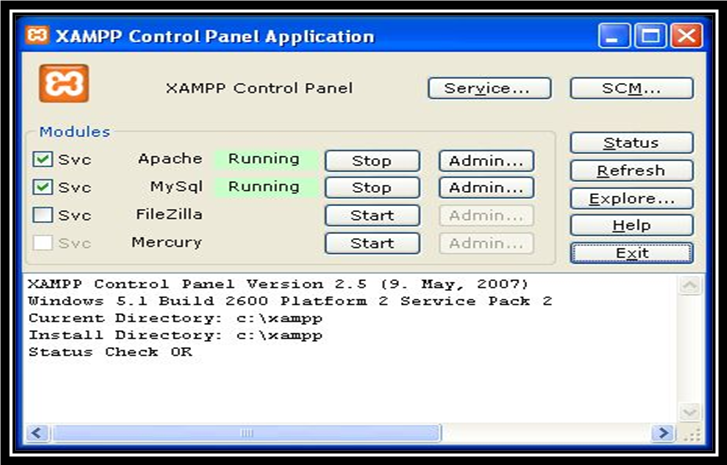 XAMPP Control Panel Application
XAMPP Control Panel Service... SCM...
Modules
Svc Apache Running Stop Admin...
Svc MySql Running Stop Admin...
Svc FileZilla Start Admin...
Svc Mercury Start Admin...
Status
Refresh
Explore...
Help
Exit
XAMPP Control Panel Version 2.5 (9. May, 2007)
Windows 5.1 Build 2600 Platform 2 Service Pack 2
Current Directory: c:\xampp
Install Directory: c:\xampp
Status Check OK